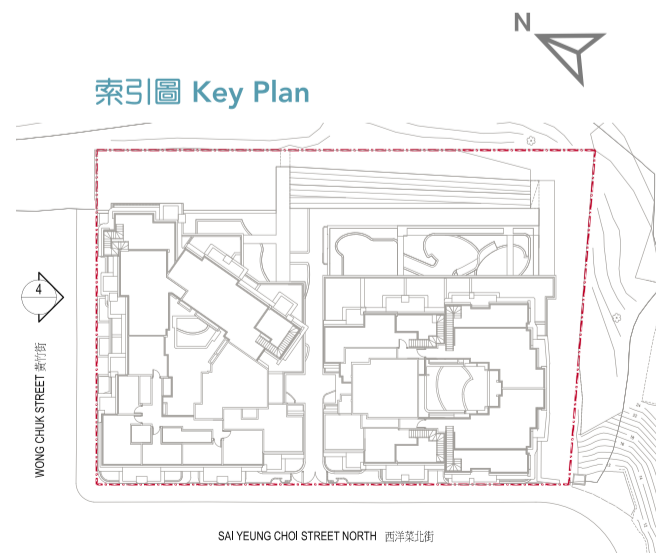 N
索引圖 Key Plan
4
WONG CHUK STREET 黃竹街
SAI YEUNG CHOI STREET NORTH 西洋菜北街